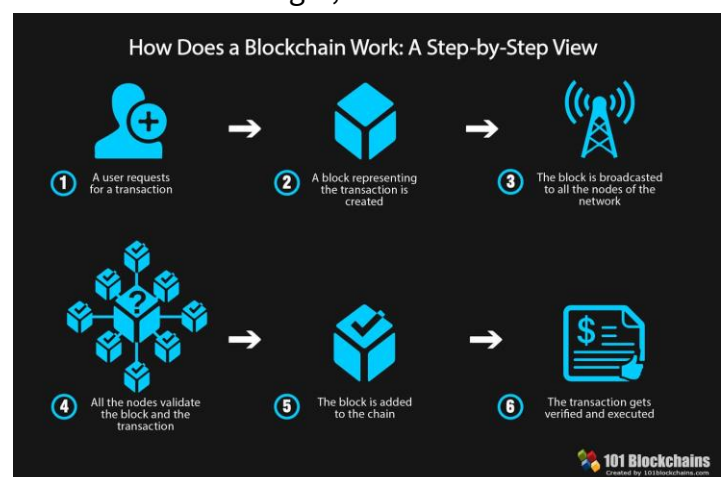 How Does a Blockchain Work: A Step-by-Step View
1
A user requests
for a transaction
2
A block representing
the transaction is
created
3
The block is broadcasted
to all the nodes of the
network
?
4
All the nodes validate
the block and the
transaction
5
The block is added
to the chain
$
6
The transaction gets
verified and executed
101 Blockchains
Created by 101blockchains.com